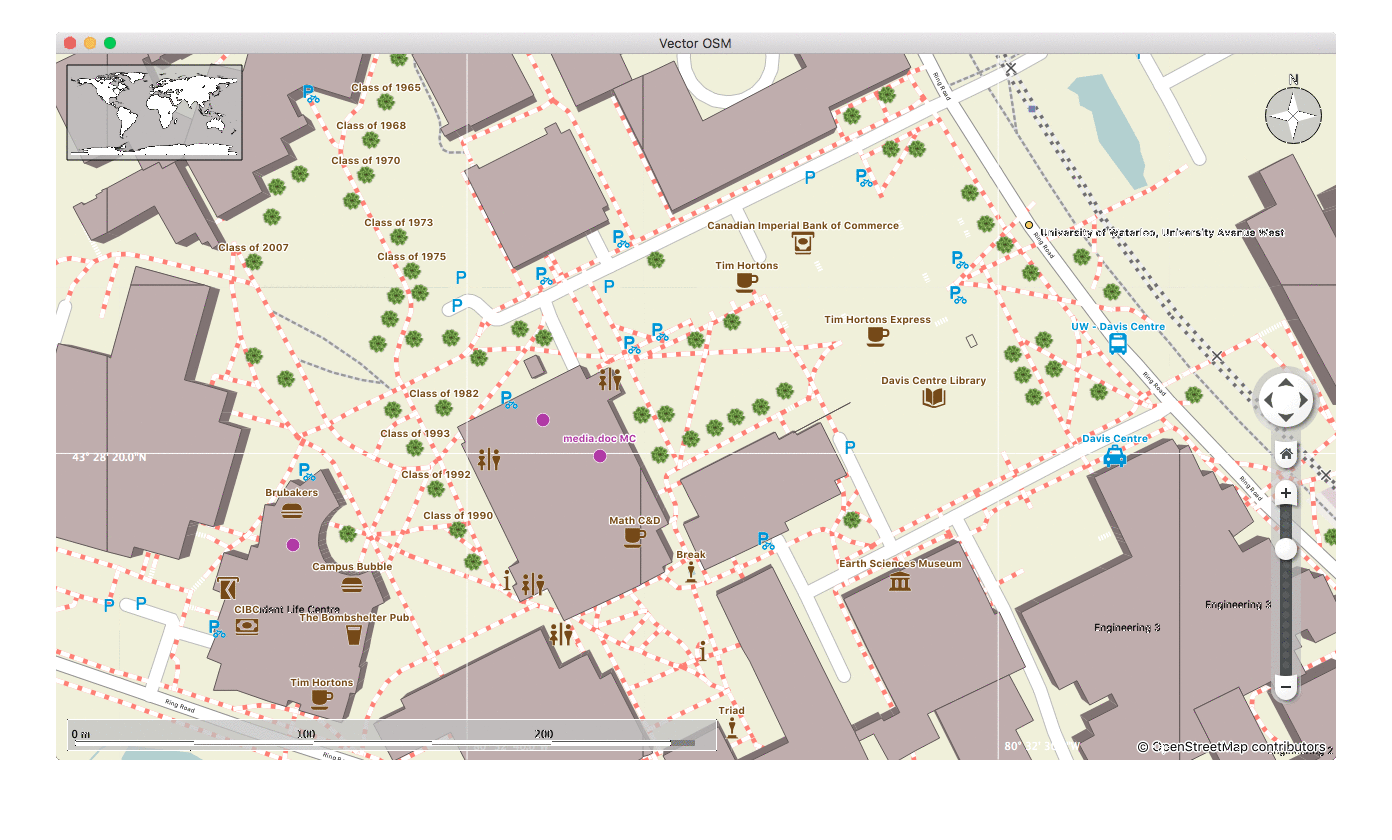 Vector OSM
N
Class of 1965
Class of 1968
Class of 1970
Class of 1973
Class of 2007
Class of 1975
Ring Road
P
P
P
P
P
Canadian Imperial Bank of Commerce
University of Waterloo, University Avenue West
Ring Road
Tim Hortons
Tim Hortons Express
UW - Davis Centre
Davis Centre Library
Ring Road
Class of 1982
Class of 1993
media.doc MC
Davis Centre
P
43° 28' 20.0"N
Class of 1992
Ring Road
Brubakers
Class of 1990
Math C&D
Break
Campus Bubble
Earth Sciences Museum
P
P
CIBC
dent Life Centre
The Bombshelter Pub
Engineering 3
Engineering 3
Tim Hortons
Ring Road
Triad
0 m
100
200
© OpenStreetMap contributors